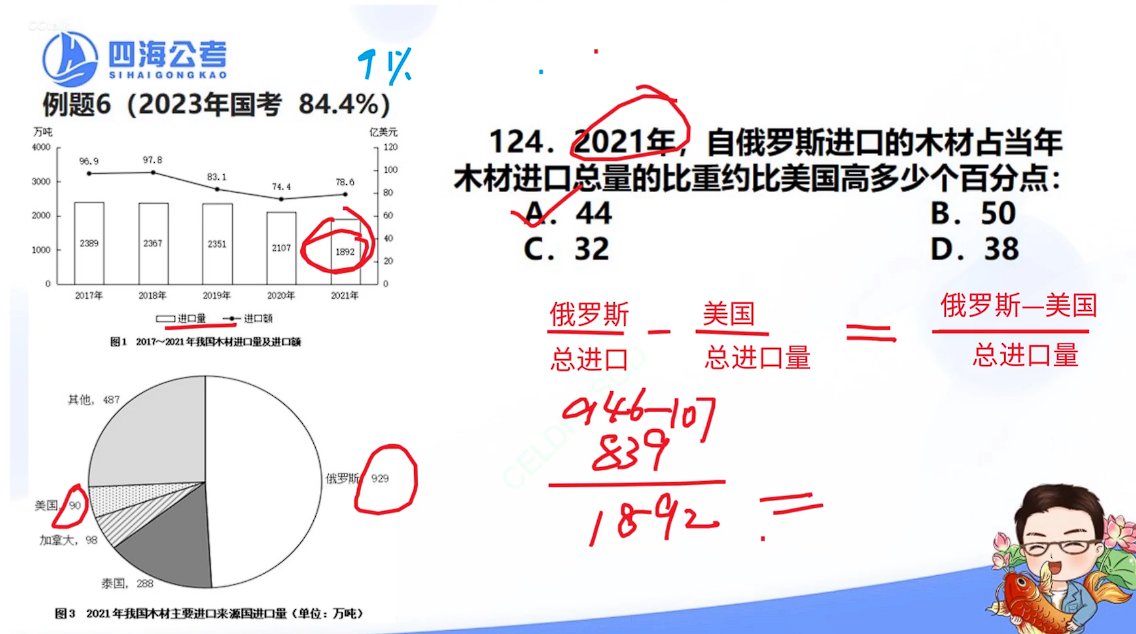 四海公考
SIHAIGONGKAO
↑1%
例题6（2023年国考 84.4%）
万吨
亿美元
4000
3000
2000
1000
0
120
100
80
60
40
20
0
96.9
97.8
83.1
74.4
78.6
2389
2367
2351
2107
1892
2017年
2018年
2019年
2020年
2021年
进口量
进口额
图1 2017～2021年我国木材进口量及进口额
其他，487
俄罗斯，929
美国，90
加拿大，98
泰国，288
图3 2021年我国木材主要进口来源国进口量（单位：万吨）
124．2021年，自俄罗斯进口的木材占当年
木材进口总量的比重约比美国高多少个百分点：
A．44
B．50
C．32
D．38
俄罗斯
总进口
—
美国
总进口量
=
俄罗斯—美国
总进口量
946-107
839
1892 =